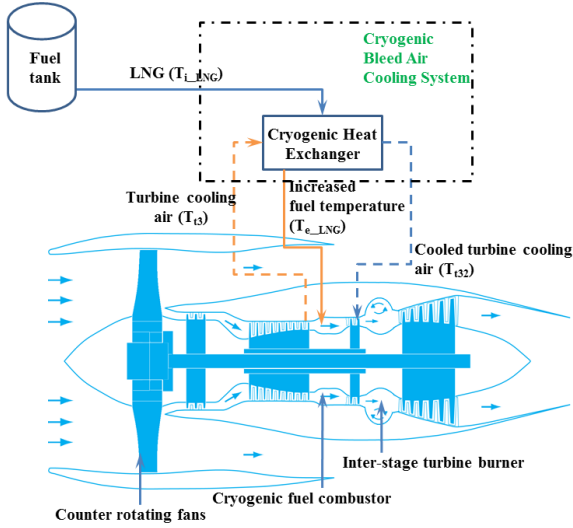 Fuel
tank
LNG (Ti_LNG)
Cryogenic
Bleed Air
Cooling System
Cryogenic Heat
Exchanger
Turbine cooling
air (Tt3)
Increased
fuel temperature
(Te_LNG)
Cooled turbine cooling
air (Tt32)
Inter-stage turbine burner
Cryogenic fuel combustor
Counter rotating fans